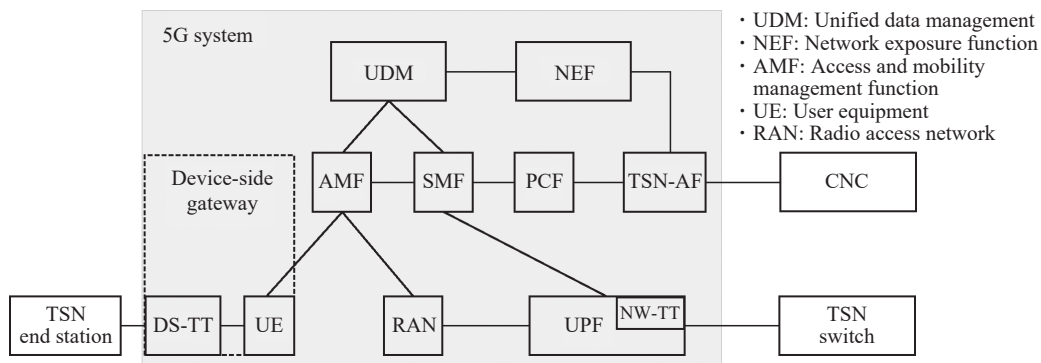 5G system
UDM
NEF
・UDM: Unified data management
・NEF: Network exposure function
・AMF: Access and mobility
management function
・UE: User equipment
・RAN: Radio access network
Device-side
gateway
AMF
SMF
PCF
TSN-AF
CNC
TSN
end station
DS-TT
UE
RAN
UPF
NW-TT
TSN
switch